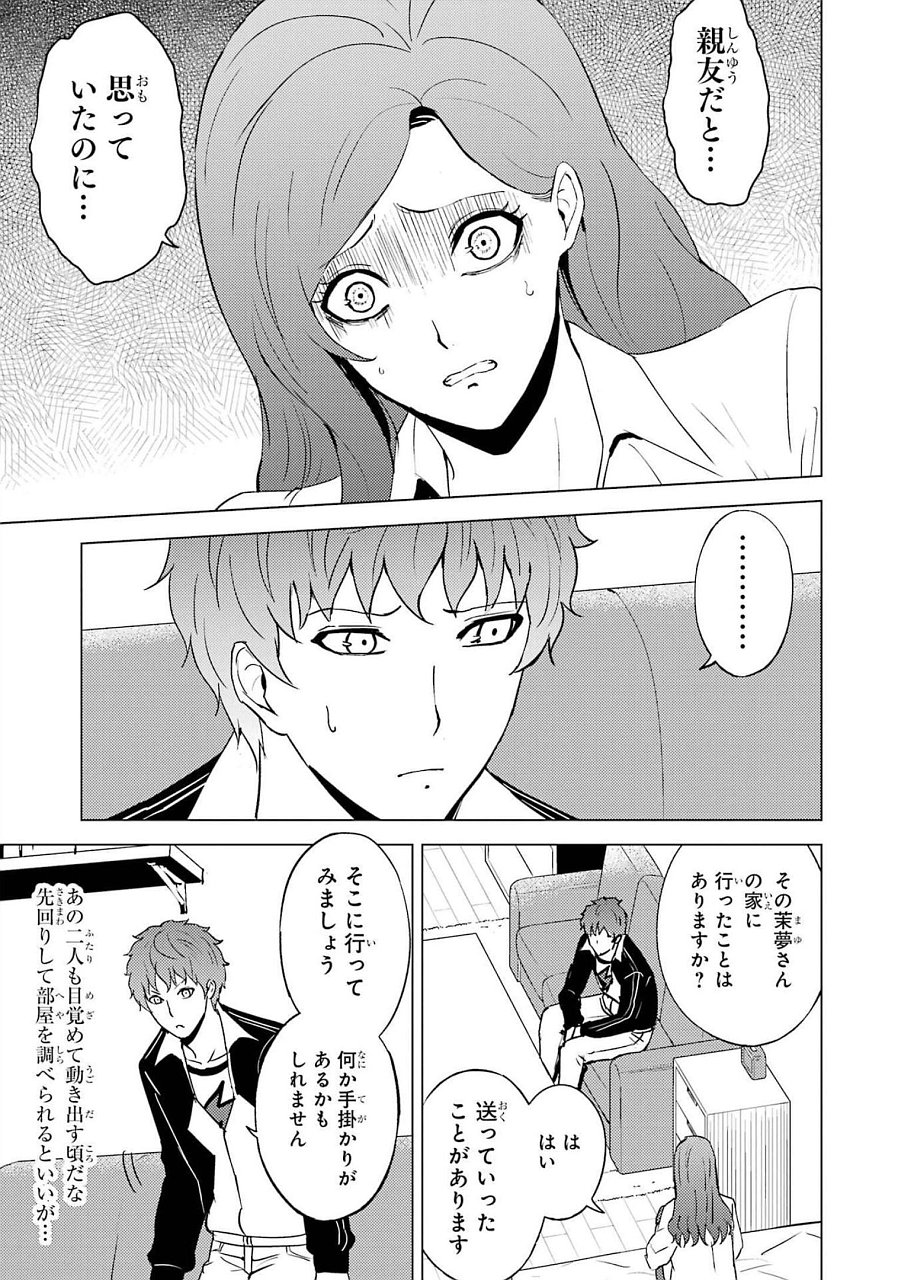 親友だと…
思って
いたのに…
…………
その茉夢さん
の家に
行ったことは
ありますか?
は
はい
送っていった
ことがあります
そこに行って
みましょう
何か手掛かりが
あるかも
しれません
あの二人も目覚めて動き出す頃だな
先回りして部屋を調べられるといいが…